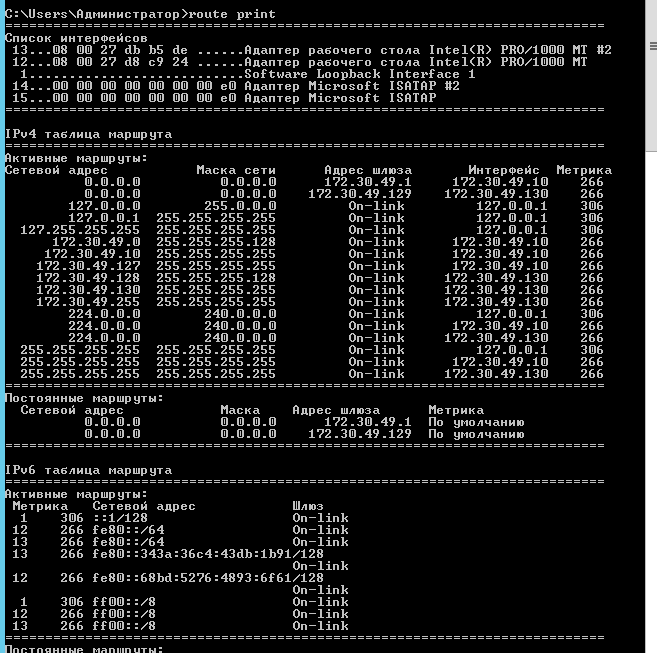 C:\Users\Администратор>route print
===========================================================================
Список интерфейсов
 13...08 00 27 db b5 de ......Адаптер рабочего стола Intel(R) PRO/1000 MT #2
 12...08 00 27 d8 c9 24 ......Адаптер рабочего стола Intel(R) PRO/1000 MT
  1...........................Software Loopback Interface 1
 14...00 00 00 00 00 00 00 e0 Адаптер Microsoft ISATAP #2
 15...00 00 00 00 00 00 00 e0 Адаптер Microsoft ISATAP
===========================================================================
IPv4 таблица маршрута
===========================================================================
Активные маршруты:
Сетевой адрес           Маска сети      Адрес шлюза       Интерфейс  Метрика
          0.0.0.0          0.0.0.0      172.30.49.1     172.30.49.10    266
          0.0.0.0          0.0.0.0    172.30.49.129    172.30.49.130    266
        127.0.0.0        255.0.0.0         On-link         127.0.0.1    306
        127.0.0.1  255.255.255.255         On-link         127.0.0.1    306
  127.255.255.255  255.255.255.255         On-link         127.0.0.1    306
      172.30.49.0  255.255.255.128         On-link      172.30.49.10    266
     172.30.49.10  255.255.255.255         On-link      172.30.49.10    266
    172.30.49.127  255.255.255.255         On-link      172.30.49.10    266
    172.30.49.128  255.255.255.128         On-link     172.30.49.130    266
    172.30.49.130  255.255.255.255         On-link     172.30.49.130    266
    172.30.49.255  255.255.255.255         On-link     172.30.49.130    266
        224.0.0.0        240.0.0.0         On-link         127.0.0.1    306
        224.0.0.0        240.0.0.0         On-link      172.30.49.10    266
        224.0.0.0        240.0.0.0         On-link     172.30.49.130    266
  255.255.255.255  255.255.255.255         On-link         127.0.0.1    306
  255.255.255.255  255.255.255.255         On-link      172.30.49.10    266
  255.255.255.255  255.255.255.255         On-link     172.30.49.130    266
===========================================================================
Постоянные маршруты:
  Сетевой адрес            Маска    Адрес шлюза      Метрика
          0.0.0.0          0.0.0.0      172.30.49.1  По умолчанию
          0.0.0.0          0.0.0.0    172.30.49.129  По умолчанию
===========================================================================
IPv6 таблица маршрута
===========================================================================
Активные маршруты:
 Метрика   Сетевой адрес            Шлюз
  1    306 ::1/128                  On-link
 12    266 fe80::/64                On-link
 13    266 fe80::/64                On-link
 13    266 fe80::343a:36c4:43db:1b91/128
                                    On-link
 12    266 fe80::68bd:5276:4893:6f61/128
                                    On-link
  1    306 ff00::/8                 On-link
 12    266 ff00::/8                 On-link
 13    266 ff00::/8                 On-link
===========================================================================
Постоянные маршруты: